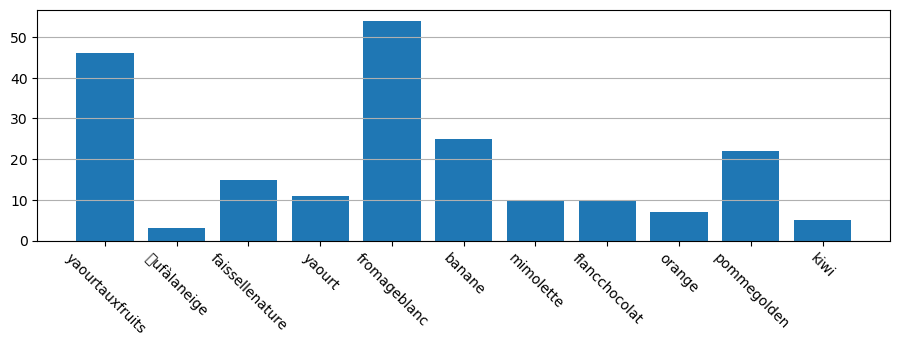 50
40
30
20
10
0
yaourtauxfruits
▯ufàlaneige
faissellenature
yaourt
fromageblanc
banane
mimolette
flancchocolat
orange
pommegolden
kiwi